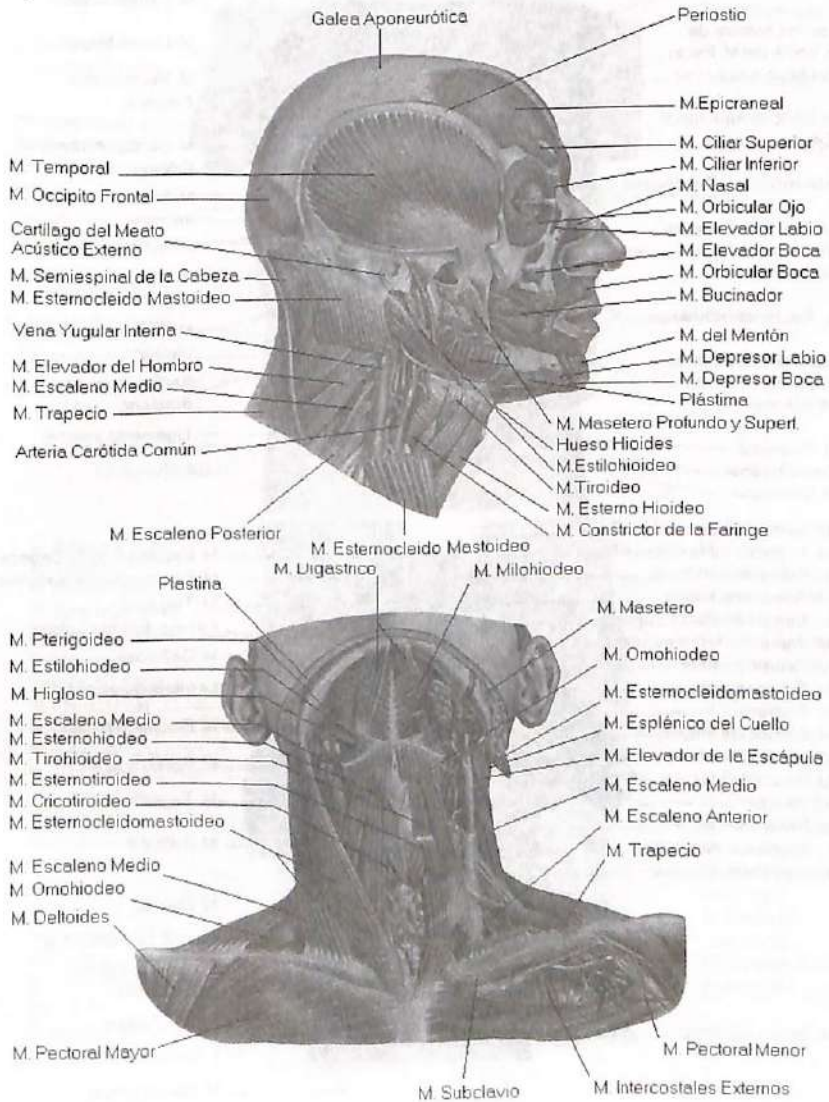 Galea Aponeurótica
Periostio
M.Epicraneal
M. Ciliar Superior
M. Ciliar Inferior
M. Nasal
M. Orbicular Ojo
M. Elevador Labio
M. Elevador Boca
M. Orbicular Boca
M. Bucinador
M. del Mentón
M. Depresor Labio
M. Depresor Boca
Plástima
M. Masetero Profundo y Superf.
Hueso Hioides
M.Estilohioideo
M.Tiroideo
M. Esterno Hioideo
M. Constrictor de la Faringe
M. Temporal
M. Occipito Frontal
Cartílago del Meato
Acústico Externo
M. Semiespinal de la Cabeza
M. Esternocleido Mastoideo
Vena Yugular Interna
M. Elevador del Hombro
M. Escaleno Medio
M. Trapecio
Arteria Carótida Común
M. Escaleno Posterior
M. Esternocleido Mastoideo
M. Digastrico
M. Milohiodeo
Plastina
M. Pterigoideo
M. Estilohiodeo
M. Higloso
M. Escaleno Medio
M. Esternohiodeo
M. Tirohioideo
M. Esternotiroideo
M. Cricotiroideo
M. Esternocleidomastoideo
M. Escaleno Medio
M. Omohiodeo
M. Deltoides
M. Pectoral Mayor
M. Masetero
M. Omohiodeo
M. Esternocleidomastoideo
M. Esplénico del Cuello
M. Elevador de la Escápula
M. Escaleno Medio
M. Escaleno Anterior
M. Trapecio
M. Pectoral Menor
M. Subclavio
M. Intercostales Externos